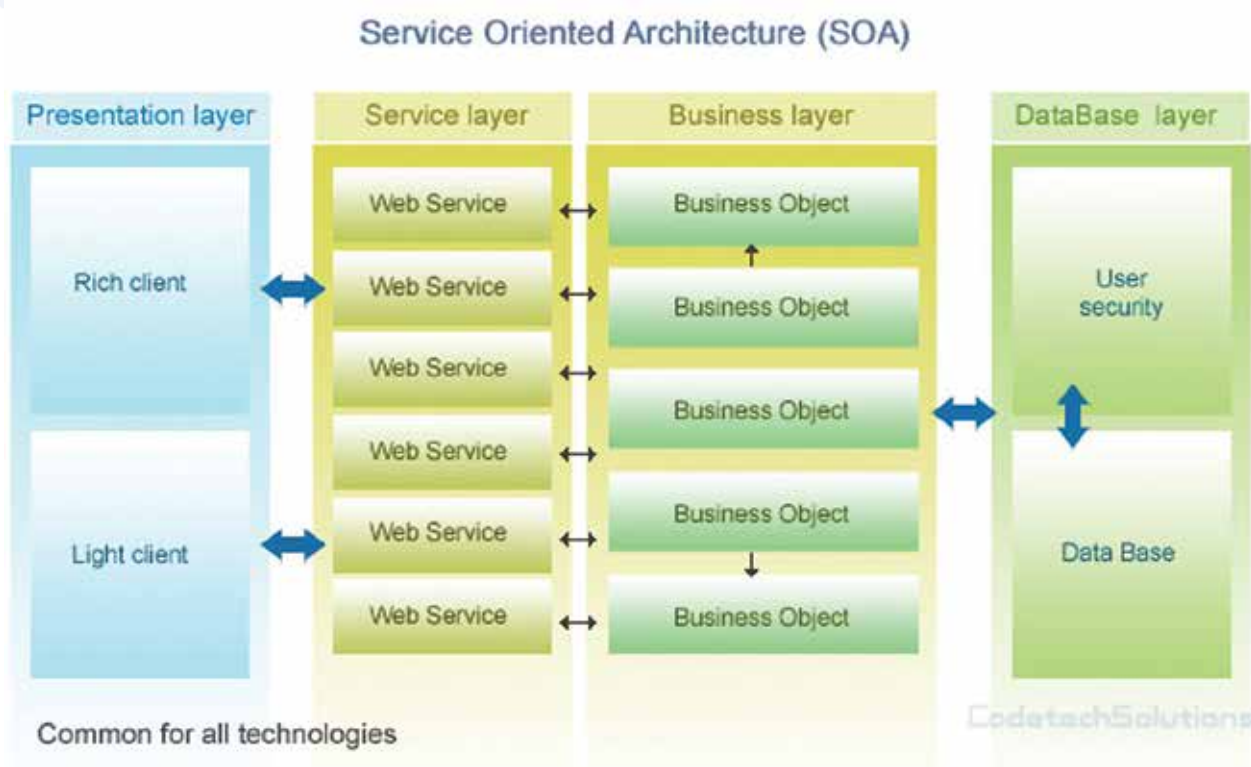 Service Oriented Architecture (SOA)
Presentation layer
Rich client
Light client
Service layer
Web Service
Web Service
Web Service
Web Service
Web Service
Web Service
Business layer
Business Object
Business Object
Business Object
Business Object
Business Object
DataBase layer
User
security
Data Base
Common for all technologies
CodetechSolutions